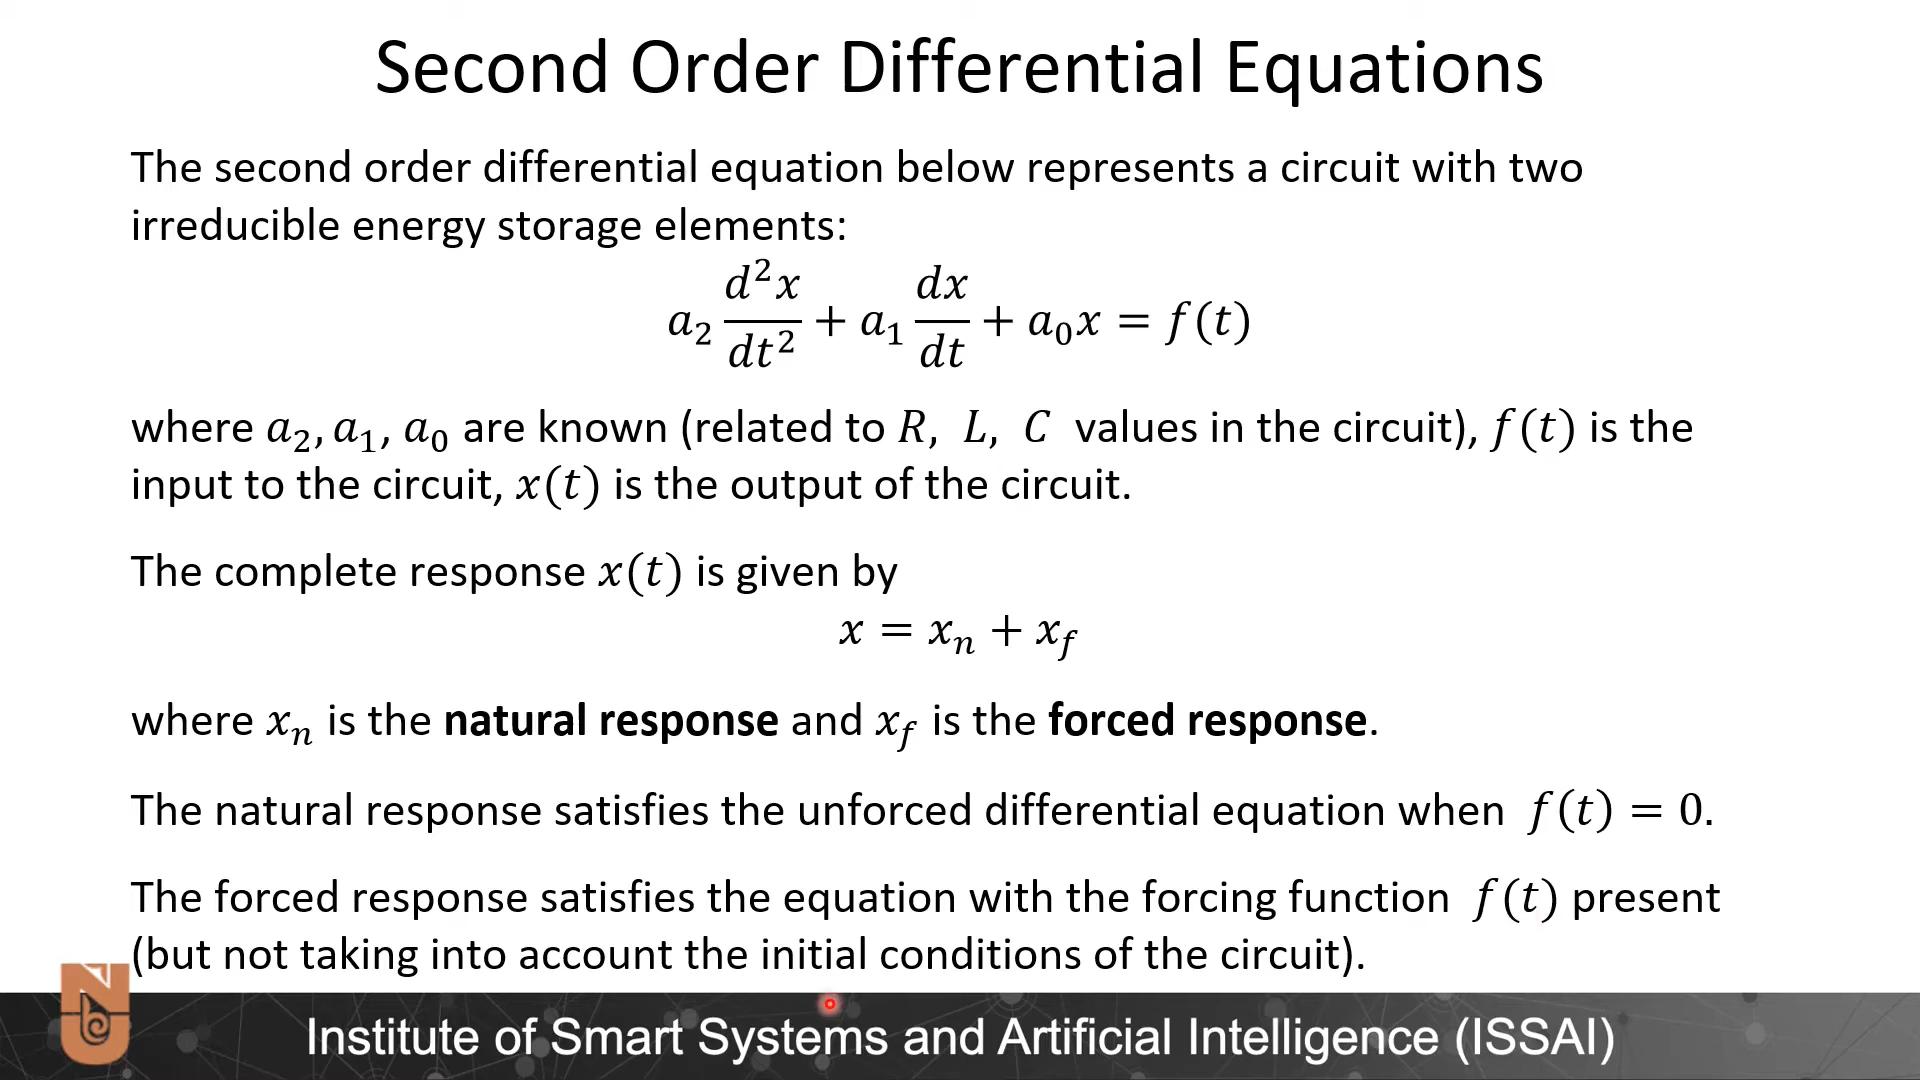 Second Order Differential Equations
The second order differential equation below represents a circuit with two
irreducible energy storage elements:
a₂ d²x/dt² + a₁ dx/dt + a₀x = f(t)
where a₂, a₁, a₀ are known (related to R, L, C values in the circuit), f(t) is the
input to the circuit, x(t) is the output of the circuit.
The complete response x(t) is given by
x = xₙ + x_f
where xₙ is the natural response and x_f is the forced response.
The natural response satisfies the unforced differential equation when f(t) = 0.
The forced response satisfies the equation with the forcing function f(t) present
(but not taking into account the initial conditions of the circuit).
Institute of Smart Systems and Artificial Intelligence (ISSAI)